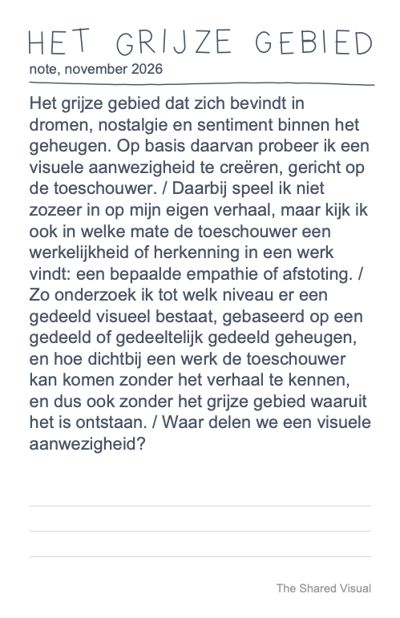 HET GRIJZE GEBIED
note, november 2026
Het grijze gebied dat zich bevindt in
dromen, nostalgie en sentiment binnen het
geheugen. Op basis daarvan probeer ik een
visuele aanwezigheid te creëren, gericht op
de toeschouwer. / Daarbij speel ik niet
zozeer in op mijn eigen verhaal, maar kijk ik
ook in welke mate de toeschouwer een
werkelijkheid of herkenning in een werk
vindt: een bepaalde empathie of afstoting. /
Zo onderzoek ik tot welk niveau er een
gedeeld visueel bestaat, gebaseerd op een
gedeeld of gedeeltelijk gedeeld geheugen,
en hoe dichtbij een werk de toeschouwer
kan komen zonder het verhaal te kennen,
en dus ook zonder het grijze gebied waaruit
het is ontstaan. / Waar delen we een visuele
aanwezigheid?
The Shared Visual